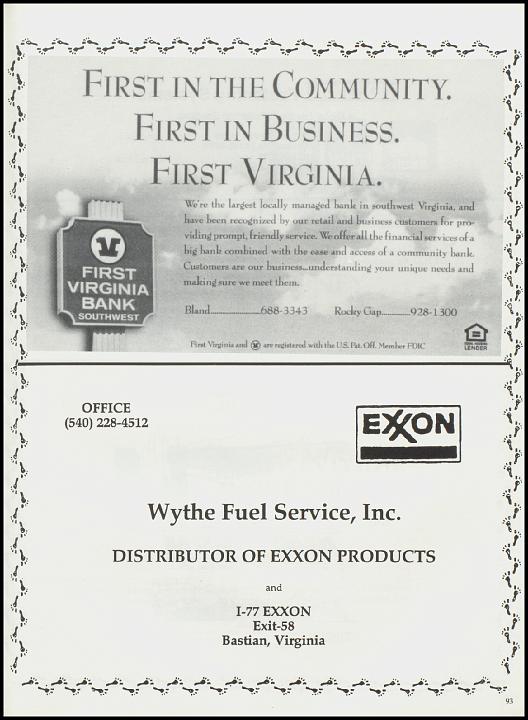 FIRST IN THE COMMUNITY.
FIRST IN BUSINESS.
FIRST VIRGINIA.
We're the largest locally managed bank in southwest Virginia, and
have been recognized by our retail and business customers for pro-
viding prompt, friendly service. We offer all the financial services of a
big bank combined with the ease and access of a community bank.
Customers are our business...understanding your unique needs and
making sure we meet them.
Bland....................688-3343 Rocky Gap............928-1300
First Virginia and are registered with the U.S. Pat. Off. Member FDIC
EQUAL HOUSING
LENDER
FIRST
VIRGINIA
BANK
SOUTHWEST
OFFICE
(540) 228-4512
EXXON
Wythe Fuel Service, Inc.
DISTRIBUTOR OF EXXON PRODUCTS
and
I-77 EXXON
Exit-58
Bastian, Virginia
93